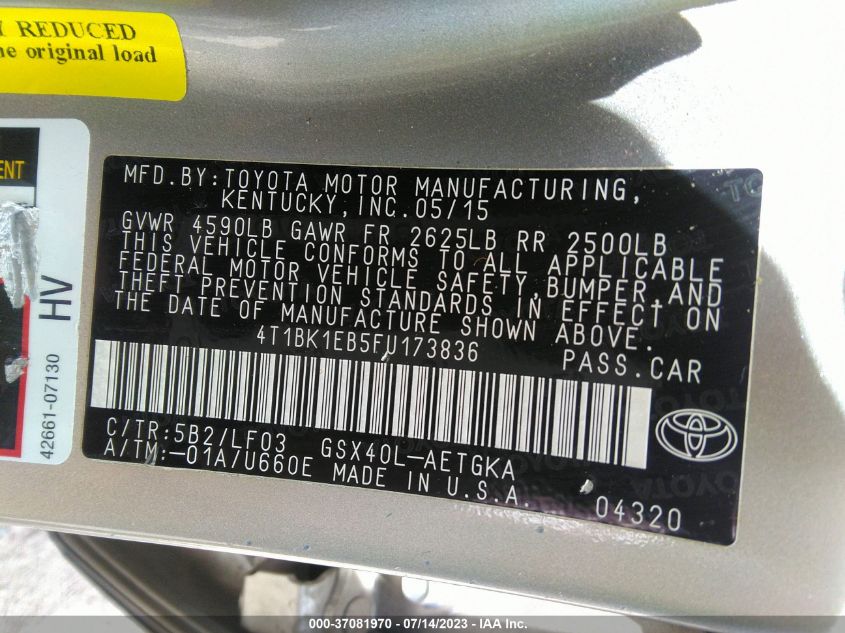 Y REDUCED
he original load
ENT
HV
42661-07130
MFD.BY:TOYOTA MOTOR MANUFACTURING,
KENTUCKY,INC.05/15
GVWR 4590LB GAWR FR 2625LB RR 2500LB
THIS VEHICLE CONFORMS TO ALL APPLICABLE
FEDERAL MOTOR VEHICLE SAFETY,BUMPER,AND
THEFT PREVENTION STANDARDS IN EFFECT ON
THE DATE OF MANUFACTURE SHOWN ABOVE.
4T1BK1EB5FU173836
PASS.CAR
C/TR:5B2/LF03 GSX40L-AETGKA
A/TM:-01A/U660E MADE IN U.S.A.
04320
000-37081970 - 07/14/2023 - IAAI Inc.